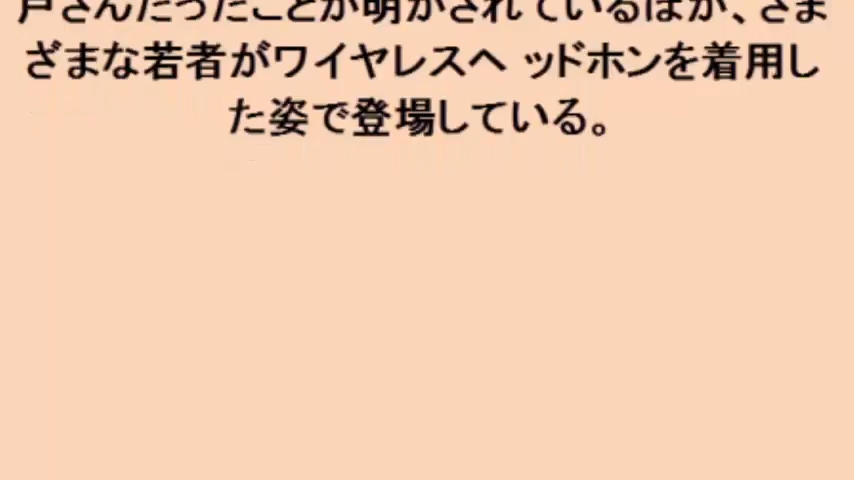 戸さんだったことが明かされているほか、さま
ざまな若者がワイヤレスヘ ッドホンを着用し
た姿で登場している。